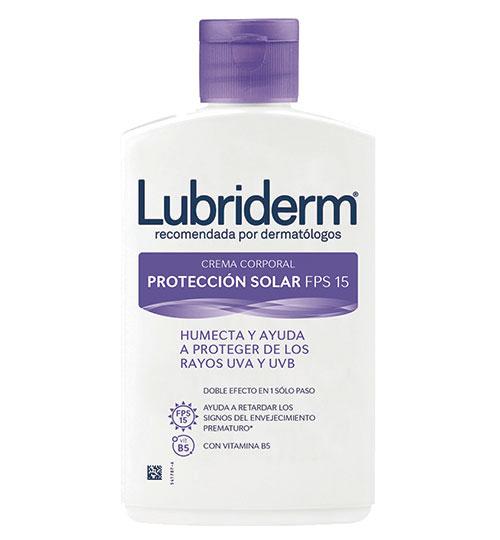 Lubriderm®
recomendada por dermatólogos
CREMA CORPORAL
PROTECCIÓN SOLAR FPS 15
HUMECTA Y AYUDA
A PROTEGER DE LOS
RAYOS UVA Y UVB
DOBLE EFECTO EN 1 SÓLO PASO
FPS
15
AYUDA A RETARDAR LOS
SIGNOS DEL ENVEJECIMIENTO
PREMATURO*
vit
B5
CON VITAMINA B5